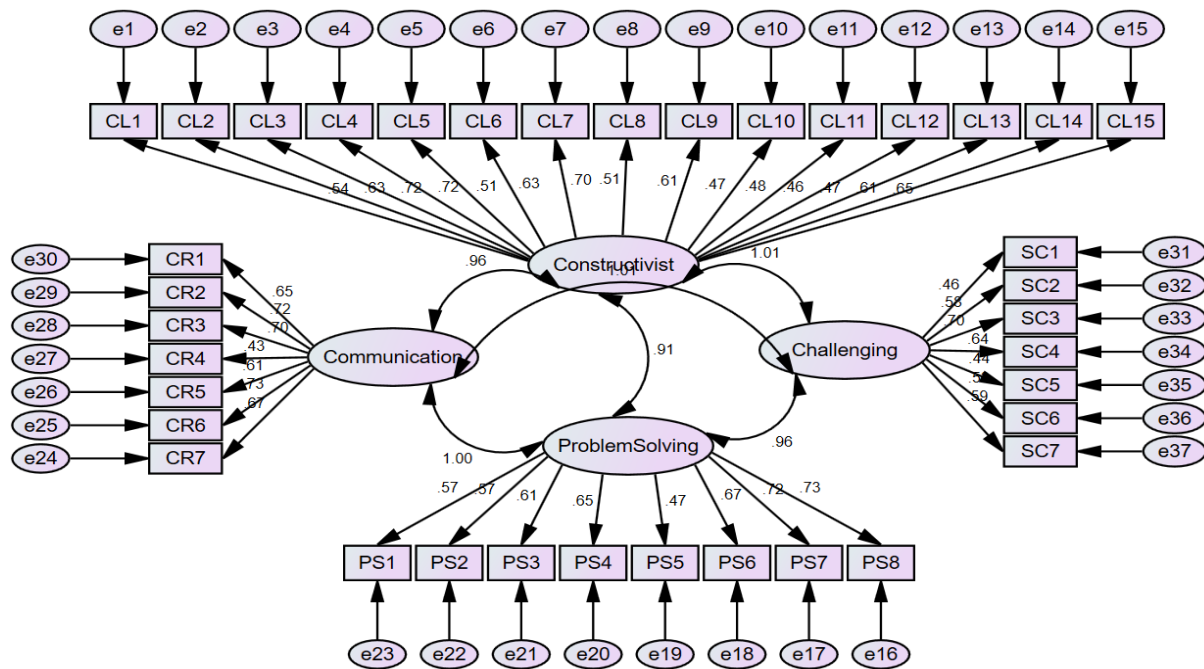 e1 e2 e3 e4 e5 e6 e7 e8 e9 e10 e11 e12 e13 e14 e15
CL1 CL2 CL3 CL4 CL5 CL6 CL7 CL8 CL9 CL10 CL11 CL12 CL13 CL14 CL15
.54 .63 .72 .72 .51 .63 .70 .51 .61 .47 .48 .46 .47 .61 .65
e30 CR1
e29 CR2
e28 CR3
e27 CR4
e26 CR5
e25 CR6
e24 CR7
.65
.72
.70
.43
.61
.73
.67
Communication
.96
Constructivist
1.01
1.01
.91
Challenging
.46
.58
.70
.64
.44
.59
SC1 e31
SC2 e32
SC3 e33
SC4 e34
SC5 e35
SC6 e36
SC7 e37
1.00
ProblemSolving
.96
.57 .57 .61 .65 .47 .67 .72 .73
PS1 PS2 PS3 PS4 PS5 PS6 PS7 PS8
e23 e22 e21 e20 e19 e18 e17 e16